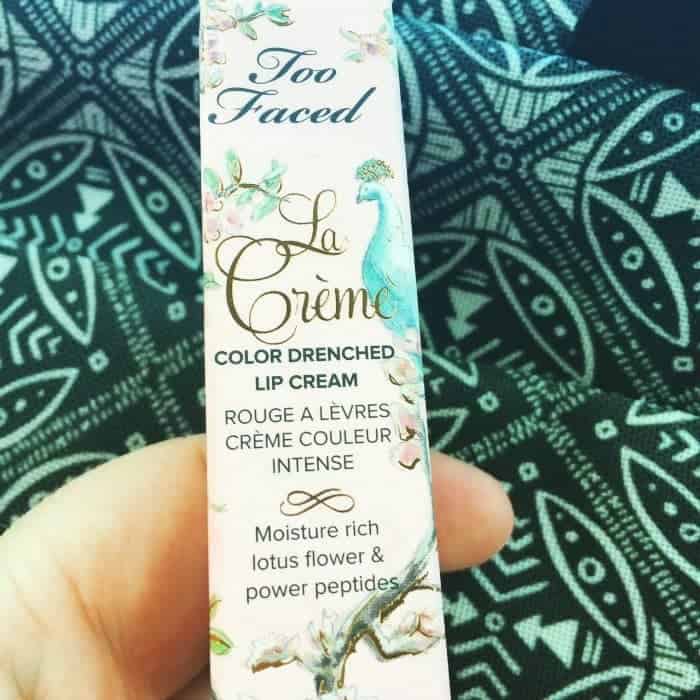 Too
Faced
La
Crème
COLOR DRENCHED
LIP CREAM
ROUGE A LÈVRES
CRÈME COULEUR
INTENSE
Moisture rich
lotus flower &
power peptides